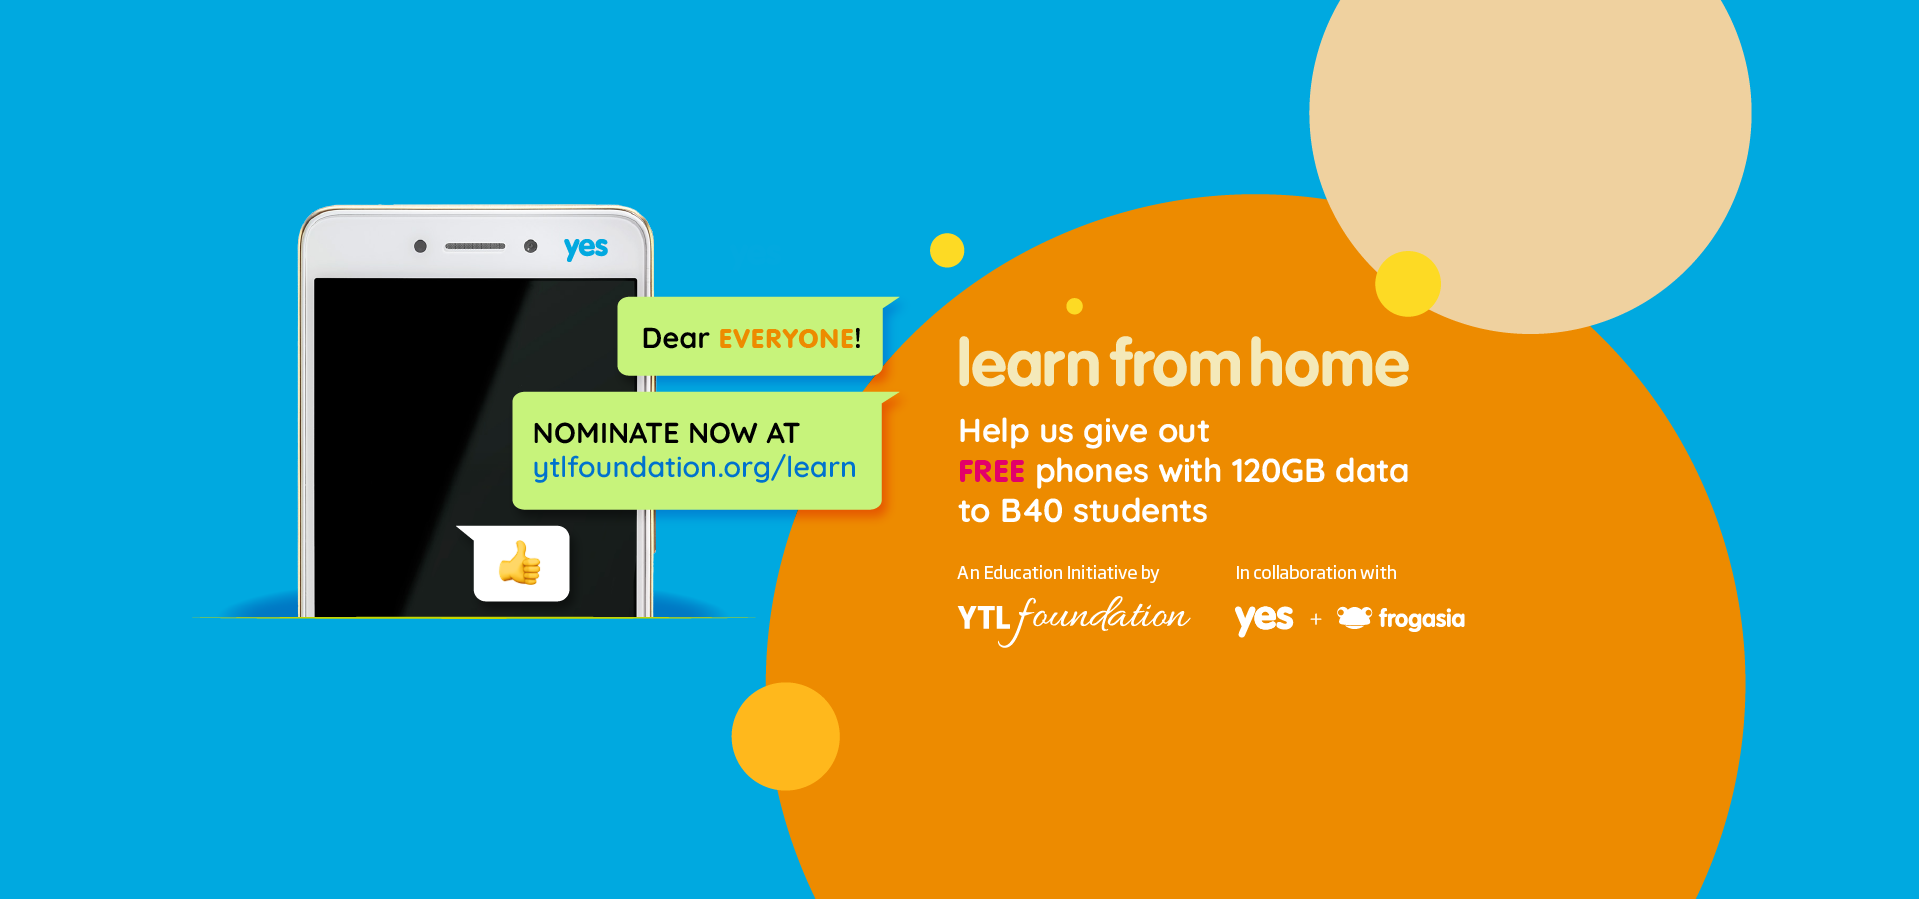 yes
Dear EVERYONE!
NOMINATE NOW AT
ytlfoundation.org/learn
learn from home
Help us give out
FREE phones with 120GB data
to B40 students
An Education Initiative by
YTL foundation
In collaboration with
yes + frogasia